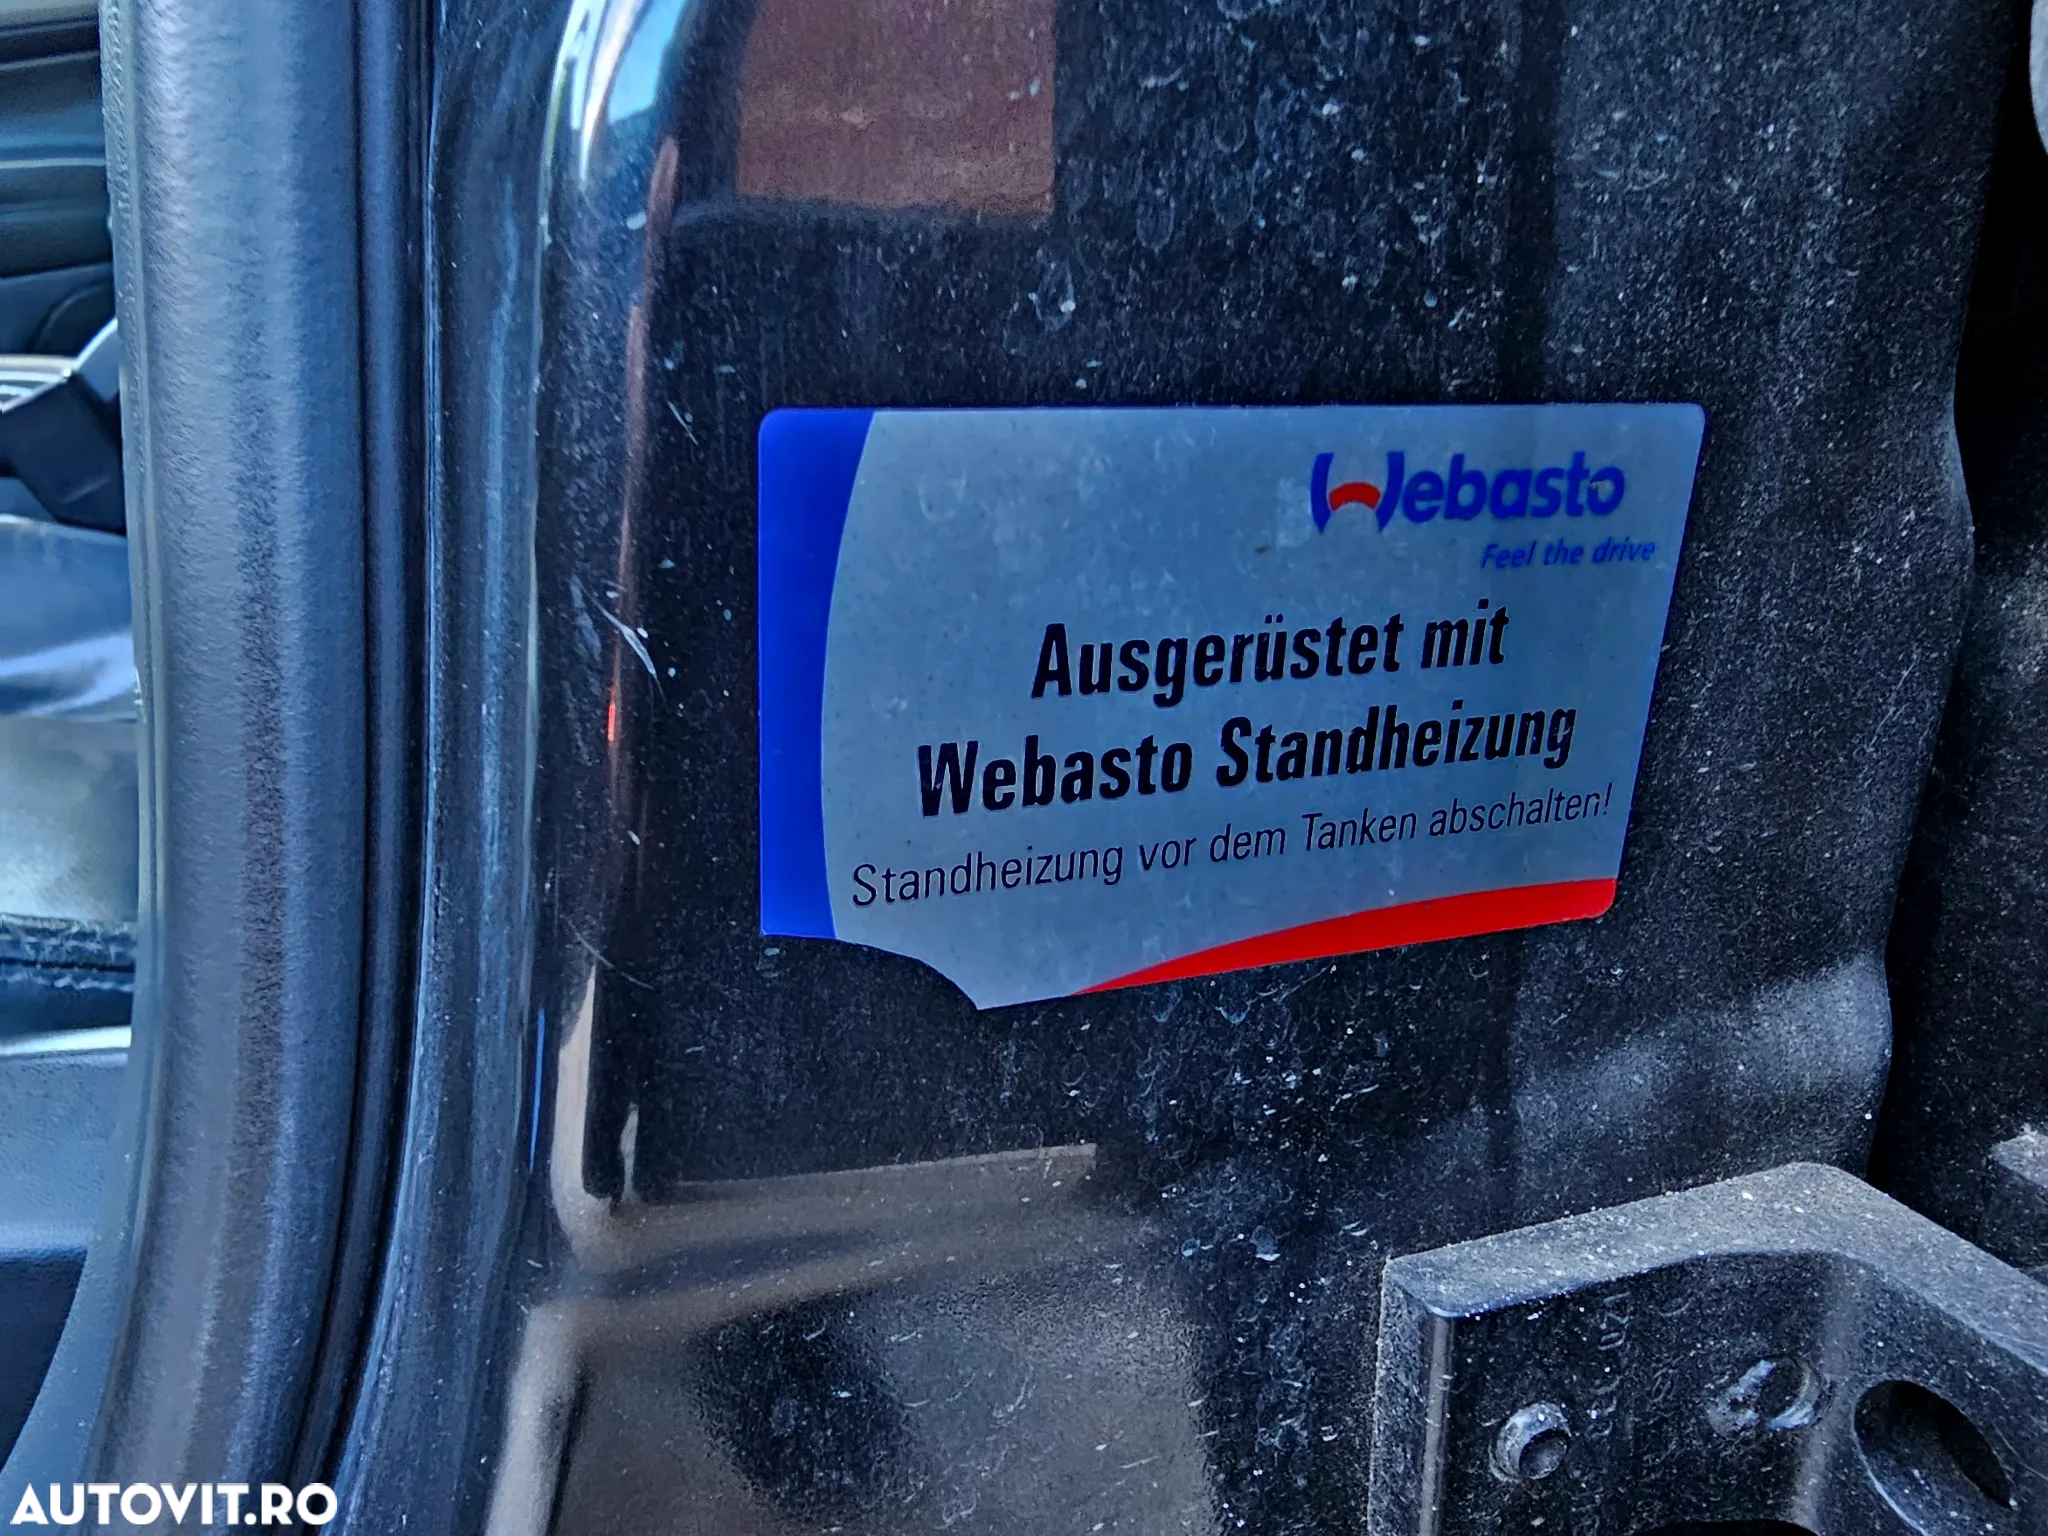 Webasto
Feel the drive
Ausgerüstet mit
Webasto Standheizung
Standheizung vor dem Tanken abschalten!
AUTOVIT.RO